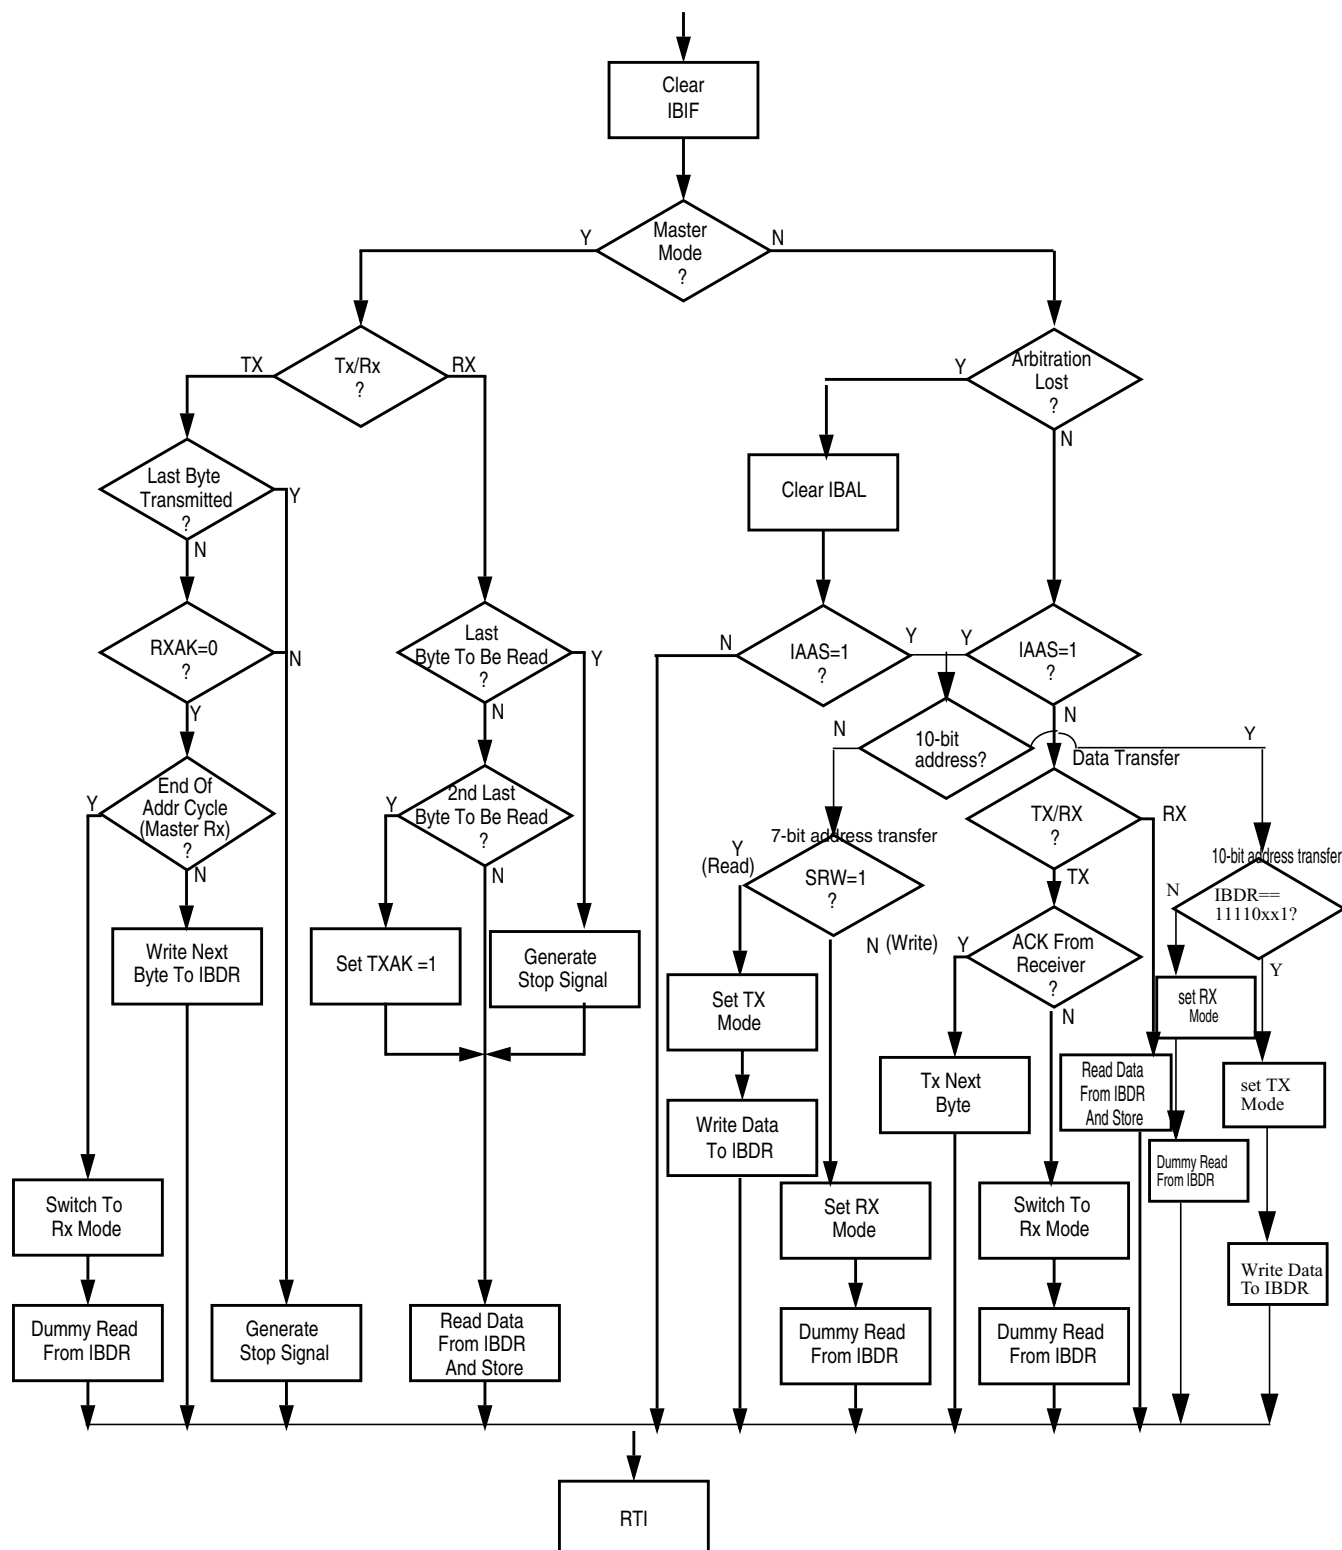 Clear
IBIF
Master
Mode
?
Y
N
Tx/Rx
?
TX
RX
Arbitration
Lost
?
Y
N
Last Byte
Transmitted
?
Y
N
Clear IBAL
RXAK=0
?
N
Y
Last
Byte To Be Read
?
Y
N
IAAS=1
?
N
Y
IAAS=1
?
Y
N
10-bit
address?
N
Y
Data Transfer
End Of
Addr Cycle
(Master Rx)
?
Y
N
2nd Last
Byte To Be Read
?
Y
N
7-bit address transfer
SRW=1
?
Y
(Read)
N (Write)
TX/RX
?
RX
TX
10-bit address transfer
IBDR==
11110xx1?
N
Y
Write Next
Byte To IBDR
Set TXAK =1
Generate
Stop Signal
Set TX
Mode
ACK From
Receiver
?
Y
N
set RX
Mode
Write Data
To IBDR
Tx Next
Byte
Read Data
From IBDR
And Store
set TX
Mode
Dummy Read
From IBDR
Switch To
Rx Mode
Set RX
Mode
Switch To
Rx Mode
Write Data
To IBDR
Dummy Read
From IBDR
Generate
Stop Signal
Read Data
From IBDR
And Store
Dummy Read
From IBDR
Dummy Read
From IBDR
RTI